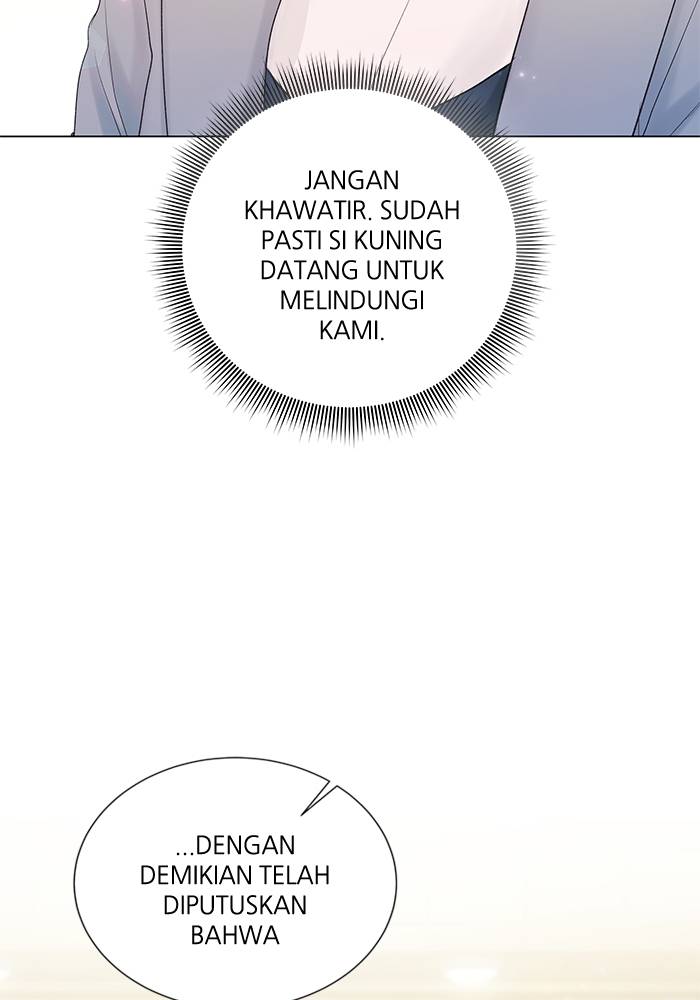 JANGAN
KHAWATIR. SUDAH
PASTI SI KUNING
DATANG UNTUK
MELINDUNGI
KAMI.
...DENGAN
DEMIKIAN TELAH
DIPUTUSKAN
BAHWA